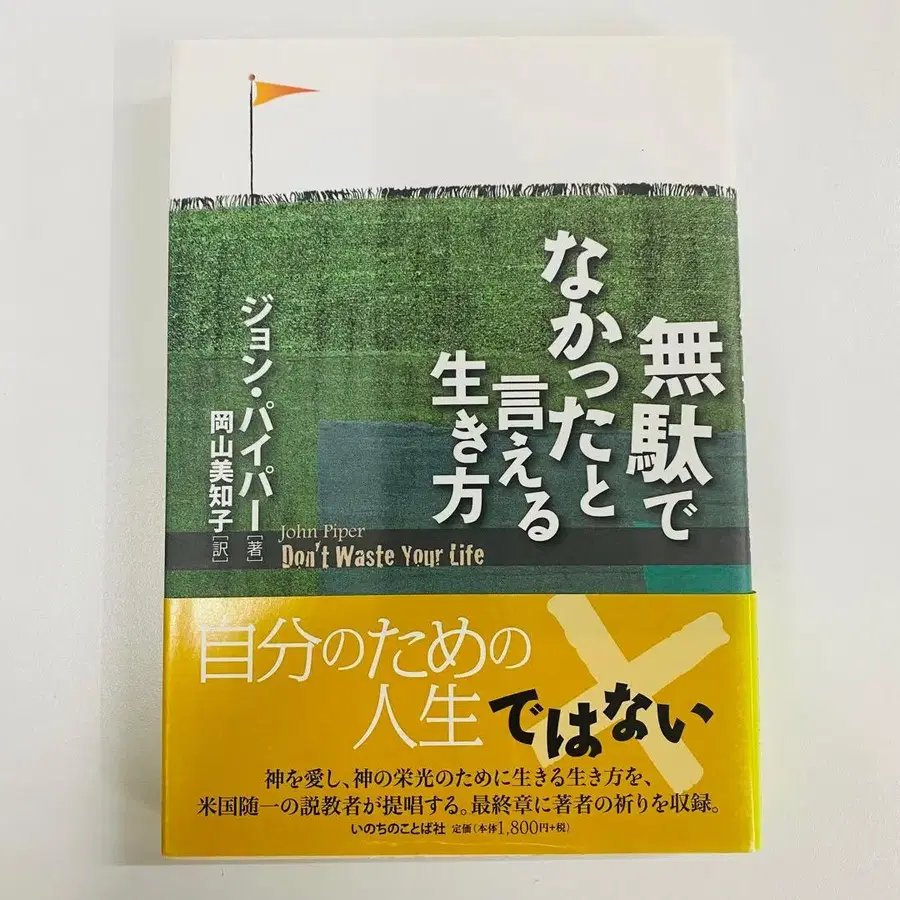 無駄で
なかったと
言える
生き方
ジョン・パイパー[著]
岡山美知子[訳]
John Piper
Don't Waste Your Life
自分のための
人生ではない
神を愛し、神の栄光のために生きる生き方を、
米国随一の説教者が提唱する。最終章に著者の祈りを収録。
いのちのことば社 定価(本体1,800円+税)